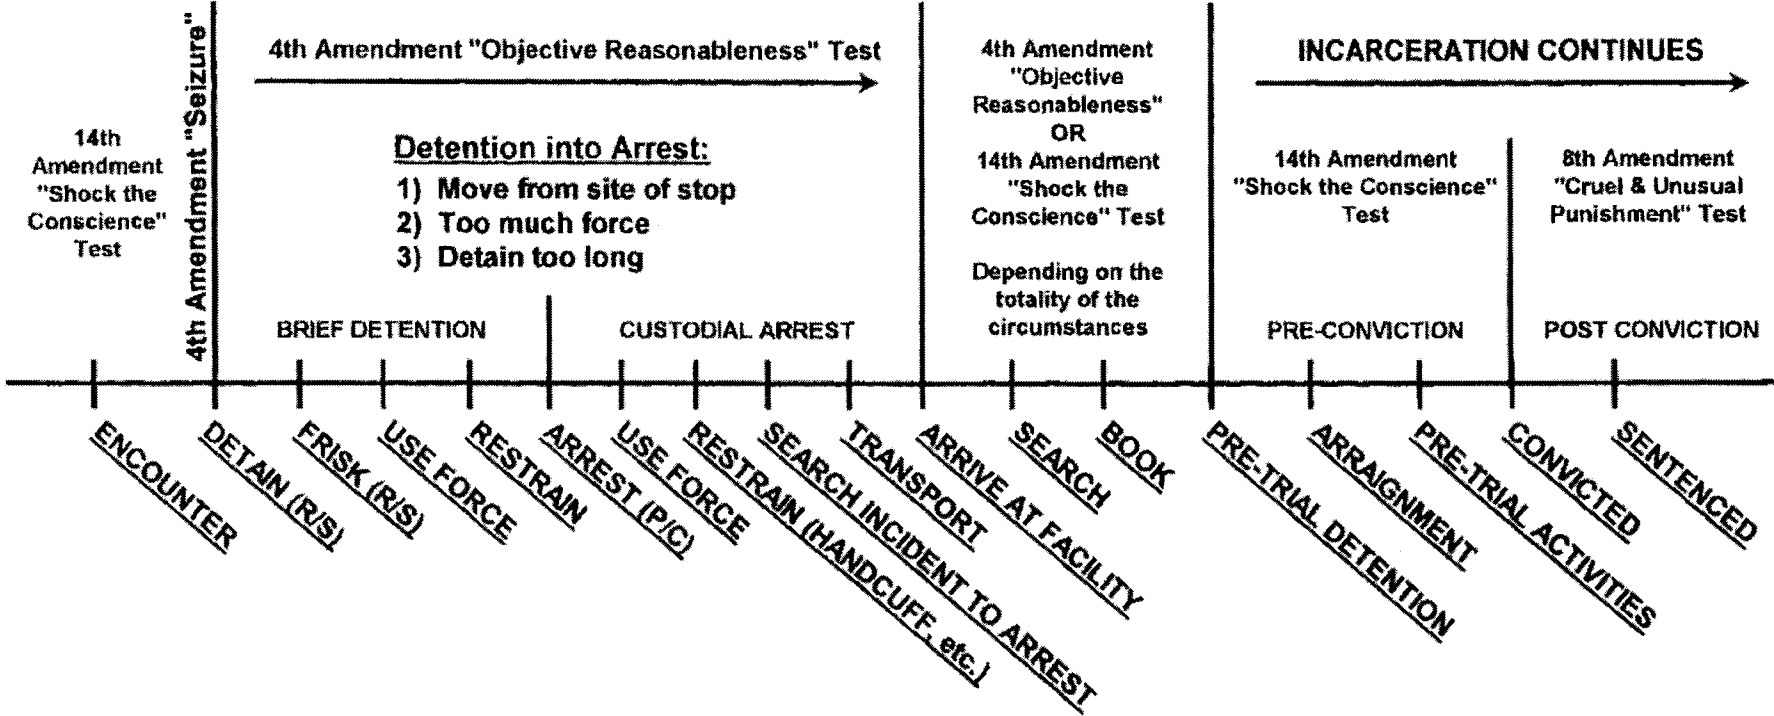 14th
Amendment
"Shock the
Conscience"
Test
4th Amendment "Seizure"
4th Amendment "Objective Reasonableness" Test
Detention into Arrest:
1) Move from site of stop
2) Too much force
3) Detain too long
BRIEF DETENTION
CUSTODIAL ARREST
4th Amendment
"Objective
Reasonableness"
OR
14th Amendment
"Shock the
Conscience" Test
Depending on the
totality of the
circumstances
INCARCERATION CONTINUES
14th Amendment
"Shock the Conscience"
Test
PRE-CONVICTION
8th Amendment
"Cruel & Unusual
Punishment" Test
POST CONVICTION
ENCOUNTER
DETAIN (R/S)
FRISK (R/S)
USE FORCE
RESTRAIN
ARREST (P/C)
USE FORCE
RESTRAIN (HANDCUFF, etc.)
SEARCH INCIDENT TO ARREST
TRANSPORT
ARRIVE AT FACILITY
SEARCH
BOOK
PRE-TRIAL DETENTION
ARRAIGNMENT
PRE-TRIAL ACTIVITIES
CONVICTED
SENTENCED